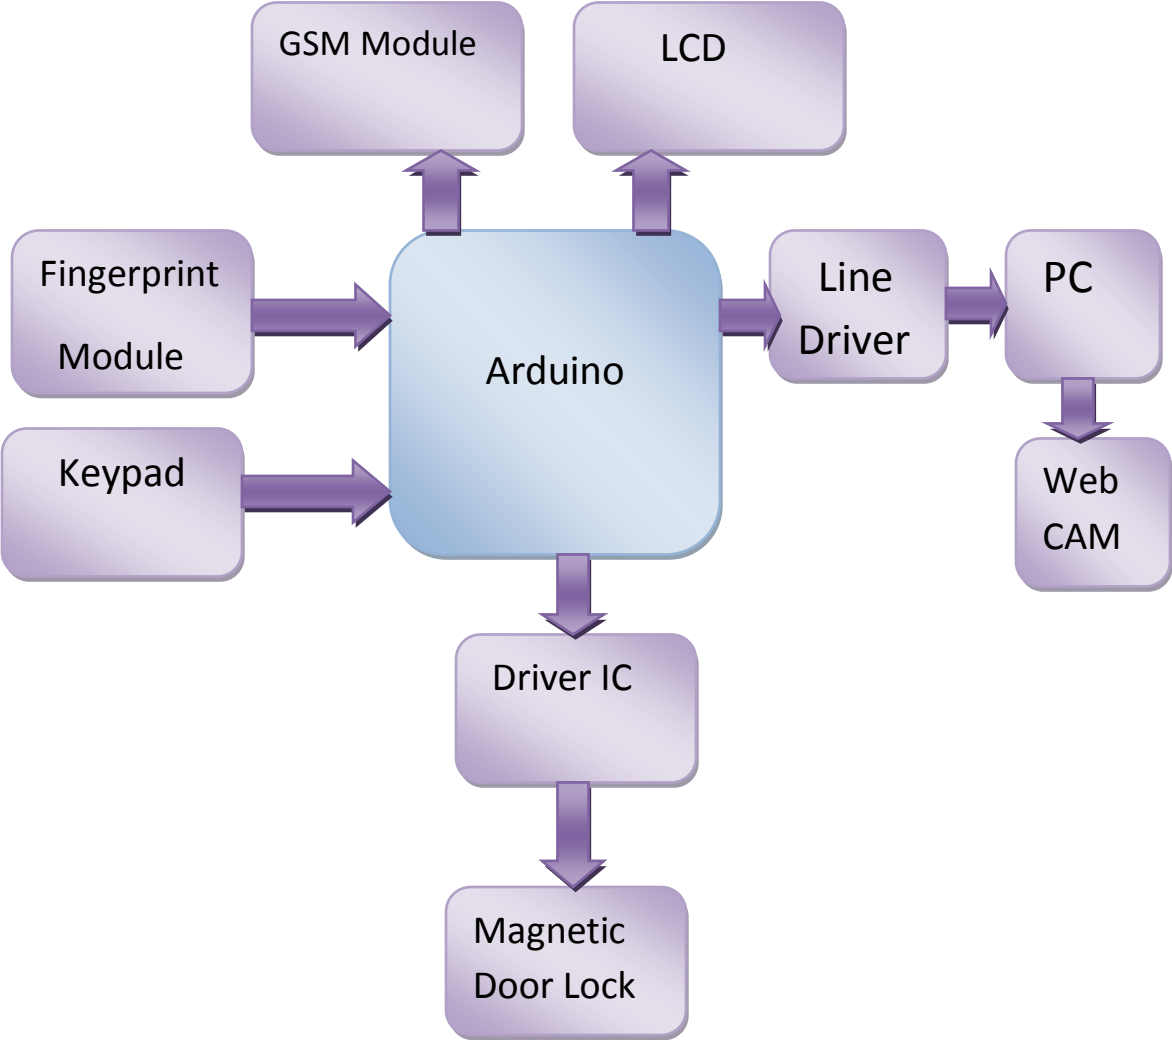 GSM Module
LCD
Fingerprint
Module
Keypad
Arduino
Line
Driver
PC
Web
CAM
Driver IC
Magnetic
Door Lock